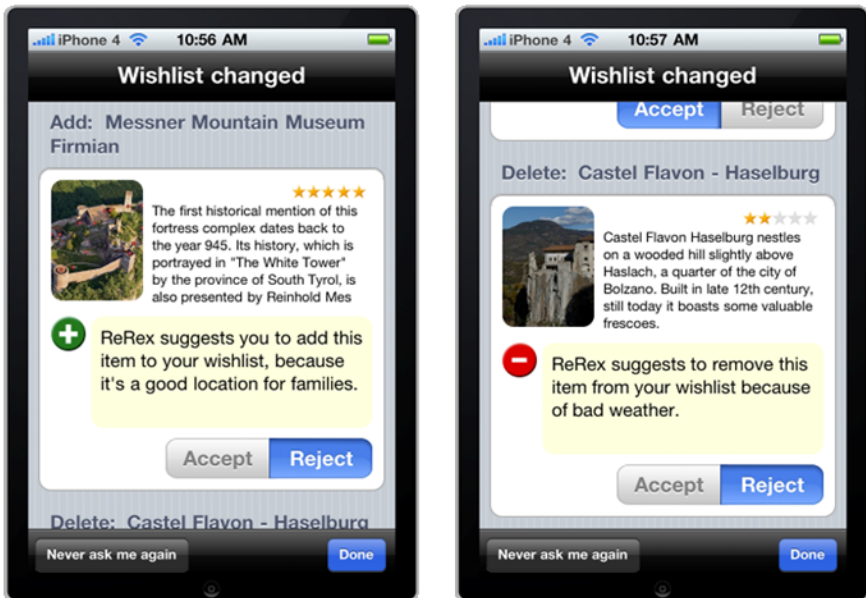 iPhone 4 10:56 AM
Wishlist changed
Add: Messner Mountain Museum
Firmian
The first historical mention of this
fortress complex dates back to
the year 945. Its history, which is
portrayed in "The White Tower"
by the province of South Tyrol, is
also presented by Reinhold Mes
ReRex suggests you to add this
item to your wishlist, because
it's a good location for families.
Accept Reject
Delete: Castel Flavon - Haselburg
Never ask me again Done
iPhone 4 10:57 AM
Wishlist changed
Accept Reject
Delete: Castel Flavon - Haselburg
Castel Flavon Haselburg nestles
on a wooded hill slightly above
Haslach, a quarter of the city of
Bolzano. Built in late 12th century,
still today it boasts some valuable
frescoes.
ReRex suggests to remove this
item from your wishlist because
of bad weather.
Accept Reject
Never ask me again Done